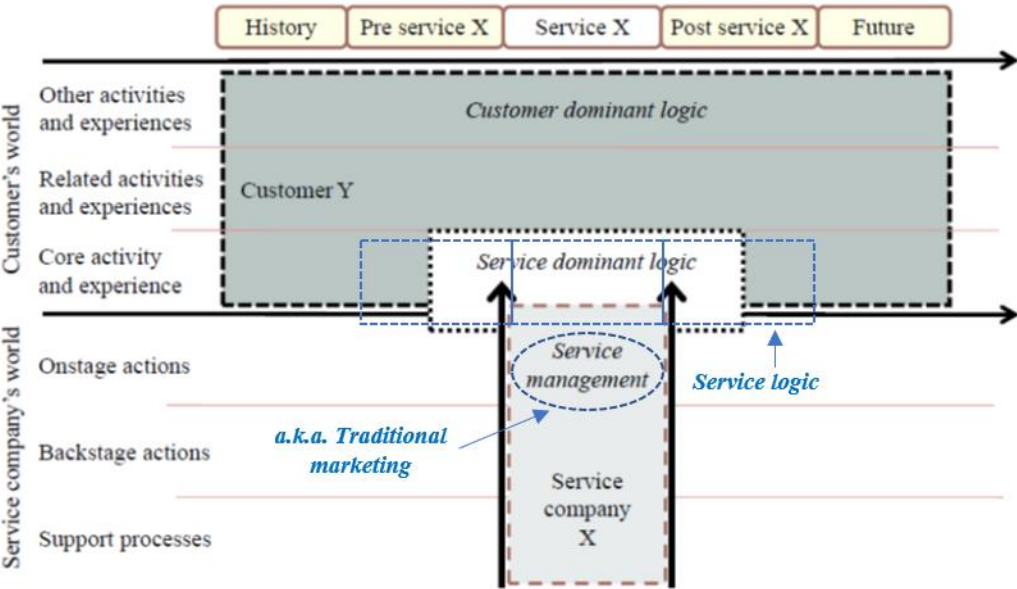 History
Pre service X
Service X
Post service X
Future
Customer's world
Other activities
and experiences
Customer dominant logic
Related activities
and experiences
Customer Y
Core activity
and experience
Service dominant logic
Service company's world
Onstage actions
Service
management
Service logic
a.k.a. Traditional
marketing
Backstage actions
Service
company
X
Support processes